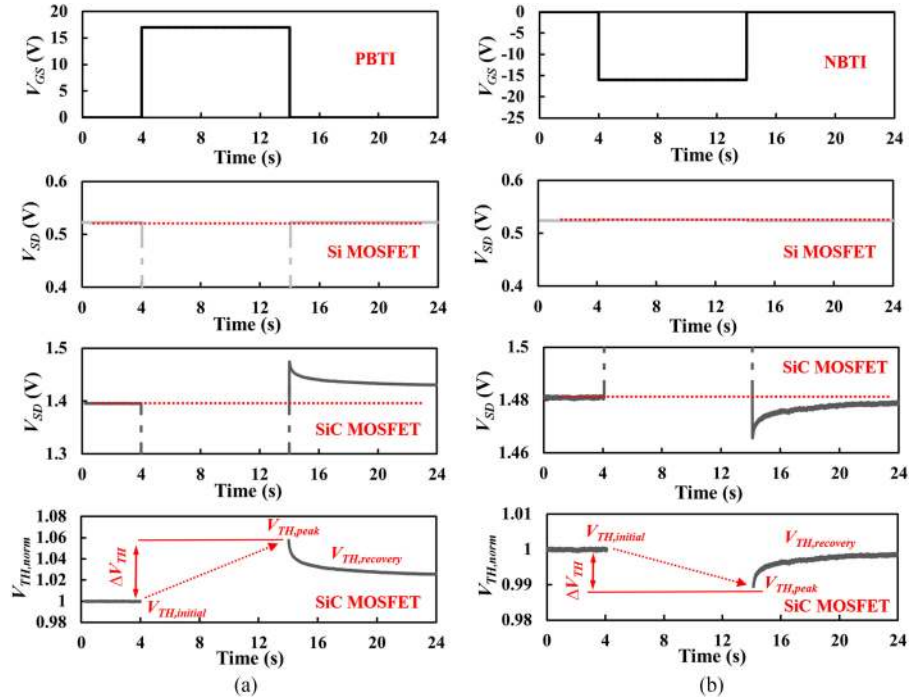 20
15
10
5
0
V_GS (V)
PBTI
0 4 8 12 16 20 24
Time (s)
0.6
0.5
0.4
V_SD (V)
Si MOSFET
0 4 8 12 16 20 24
Time (s)
1.5
1.4
1.3
V_SD (V)
SiC MOSFET
0 4 8 12 16 20 24
Time (s)
1.08
1.06
1.04
1.02
1
0.98
V_TH,norm
ΔV_TH
V_TH,peak
V_TH,recovery
V_TH,initial
SiC MOSFET
0 4 8 12 16 20 24
Time (s)
(a)
0
-5
-10
-15
-20
-25
V_GS (V)
NBTI
0 4 8 12 16 20 24
Time (s)
0.6
0.5
0.4
V_SD (V)
Si MOSFET
0 4 8 12 16 20 24
Time (s)
1.5
1.48
1.46
V_SD (V)
SiC MOSFET
0 4 8 12 16 20 24
Time (s)
1.01
1
0.99
0.98
V_TH,norm
V_TH,initial
V_TH,recovery
ΔV_TH
V_TH,peak
SiC MOSFET
0 4 8 12 16 20 24
Time (s)
(b)